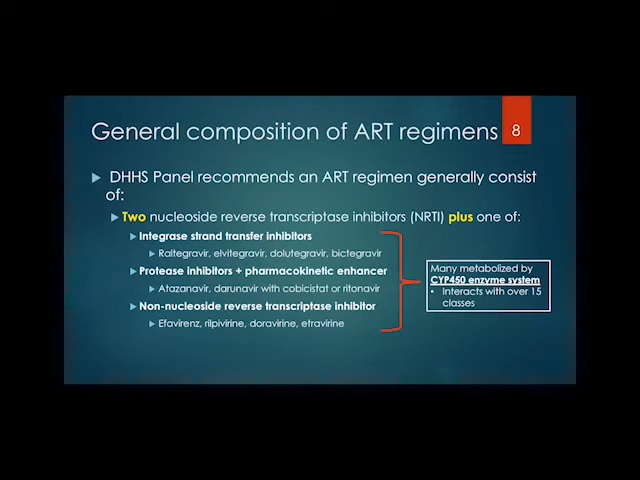 General composition of ART regimens
8
DHHS Panel recommends an ART regimen generally consist
of:
Two nucleoside reverse transcriptase inhibitors (NRTI) plus one of:
Integrase strand transfer inhibitors
Raltegravir, elvitegravir, dolutegravir, bictegravir
Protease inhibitors + pharmacokinetic enhancer
Atazanavir, darunavir with cobicistat or ritonavir
Non-nucleoside reverse transcriptase inhibitor
Efavirenz, rilpivirine, doravirine, etravirine
Many metabolized by
CYP450 enzyme system
• Interacts with over 15
classes